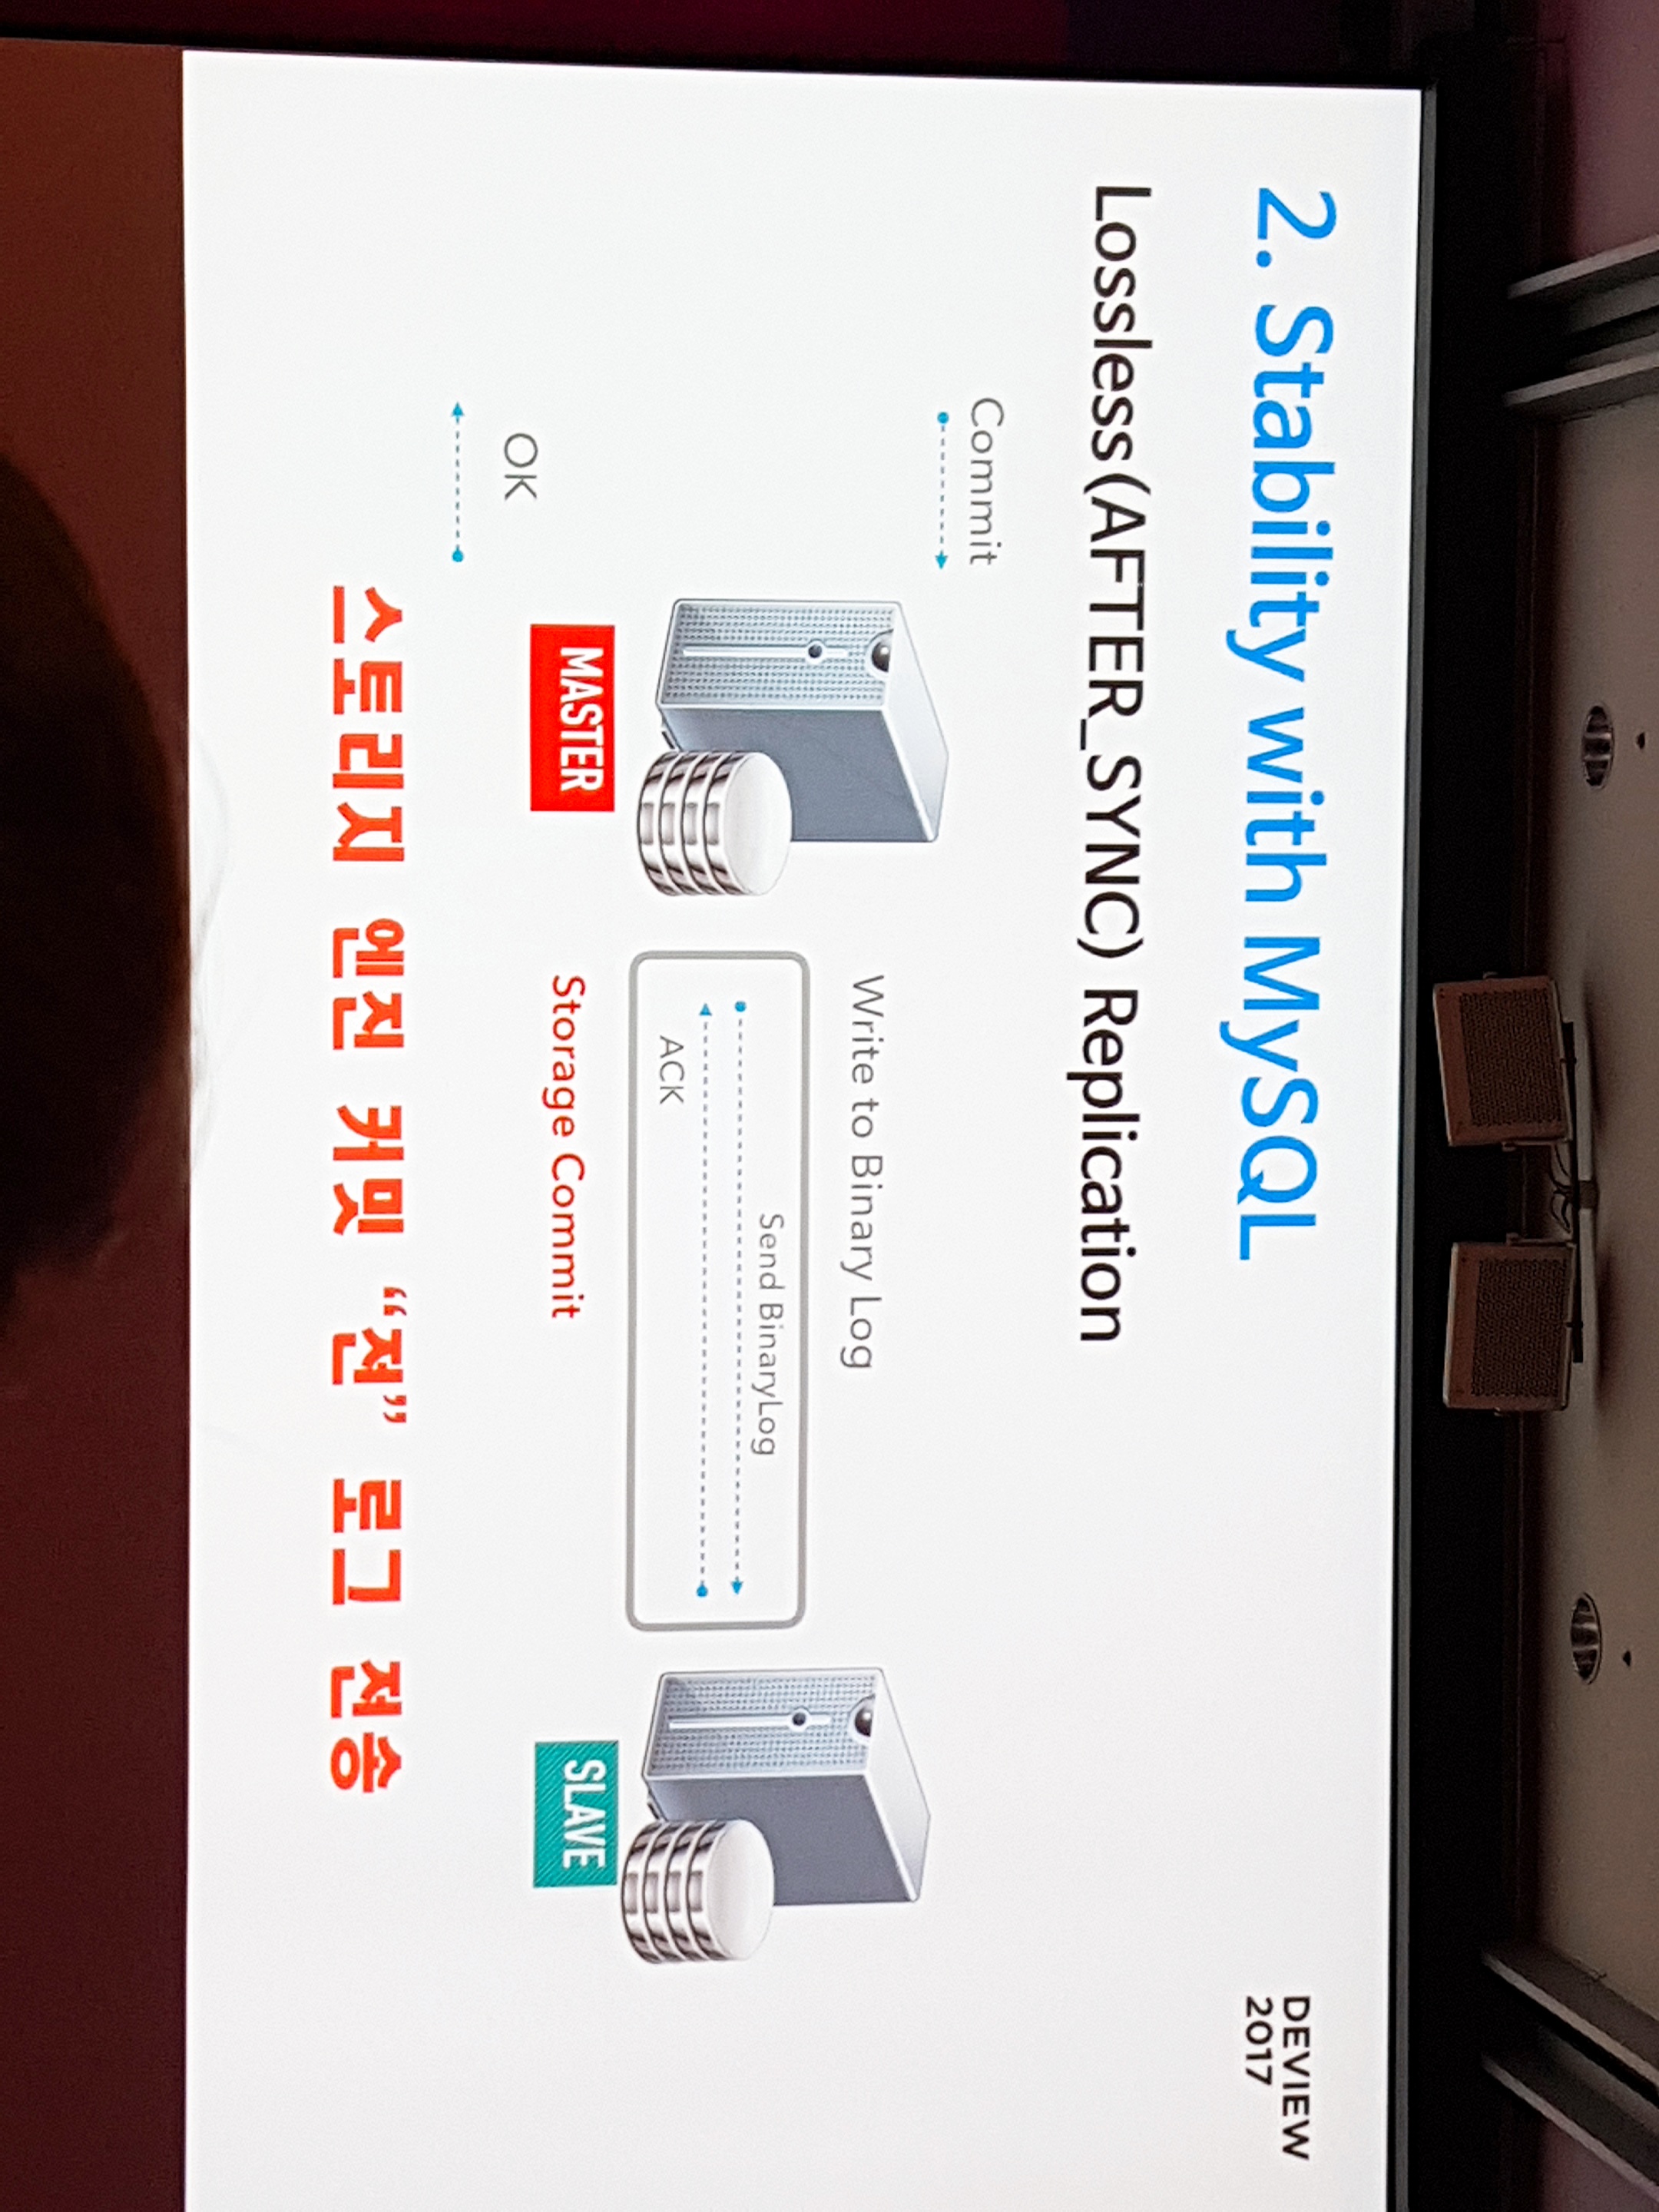 2. Stability with MySQL
DEVIEW
2017
Lossless(AFTER_SYNC) Replication
Commit
Write to Binary Log
Send BinaryLog
ACK
MASTER
Storage Commit
SLAVE
OK
스토리지 엔진 커밋 “전” 로그 전송